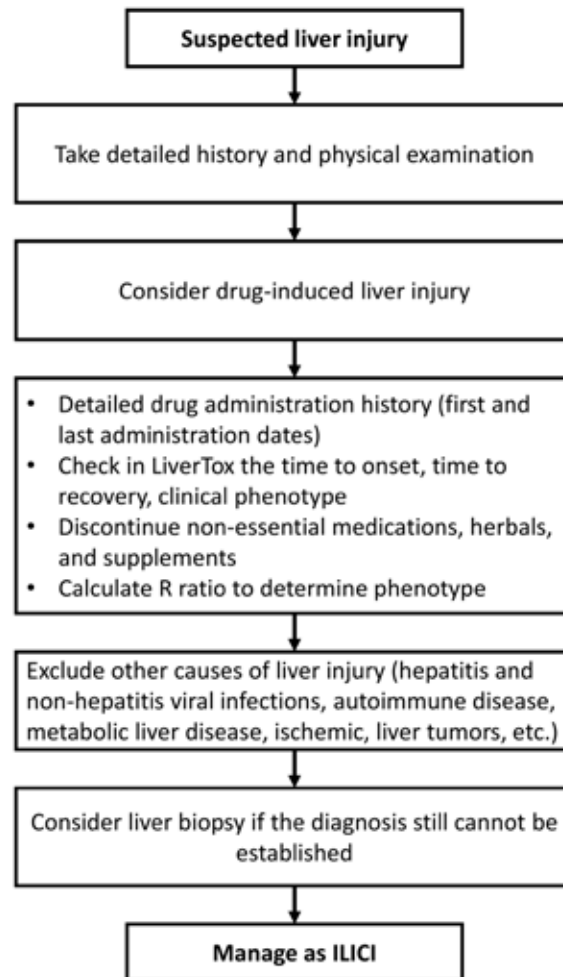 Suspected liver injury
Take detailed history and physical examination
Consider drug-induced liver injury
• Detailed drug administration history (first and
last administration dates)
• Check in LiverTox the time to onset, time to
recovery, clinical phenotype
• Discontinue non-essential medications, herbals,
and supplements
• Calculate R ratio to determine phenotype
Exclude other causes of liver injury (hepatitis and
non-hepatitis viral infections, autoimmune disease,
metabolic liver disease, ischemic, liver tumors, etc.)
Consider liver biopsy if the diagnosis still cannot be
established
Manage as ILICI